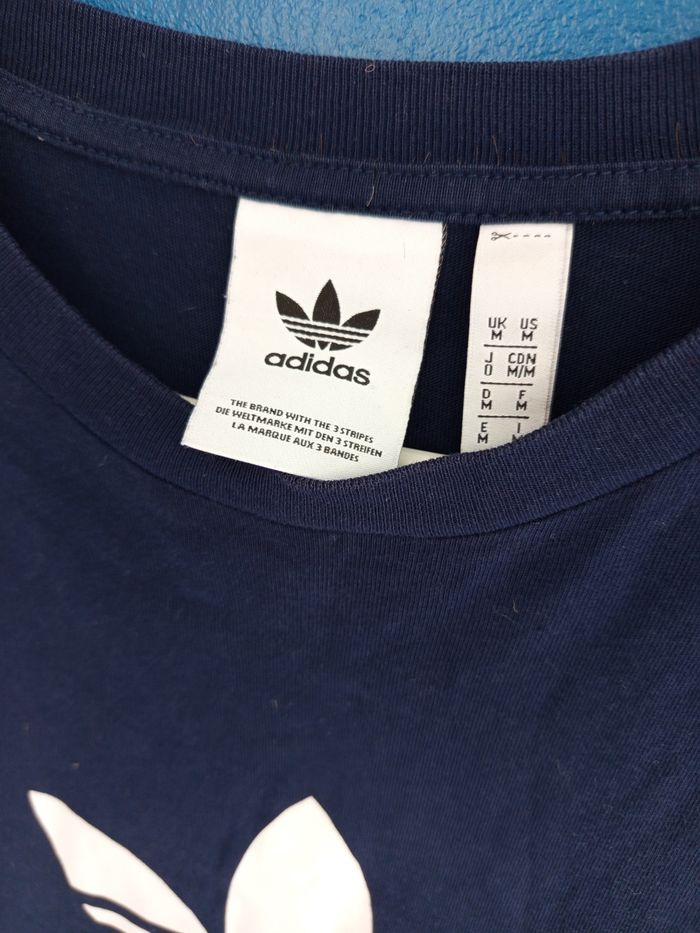 adidas
THE BRAND WITH THE 3 STRIPES
DIE WELTMARKE MIT DEN 3 STREIFEN
LA MARQUE AUX 3 BANDES
UK US
M M
J CDN
O M/M
D F
M M
E I
M M